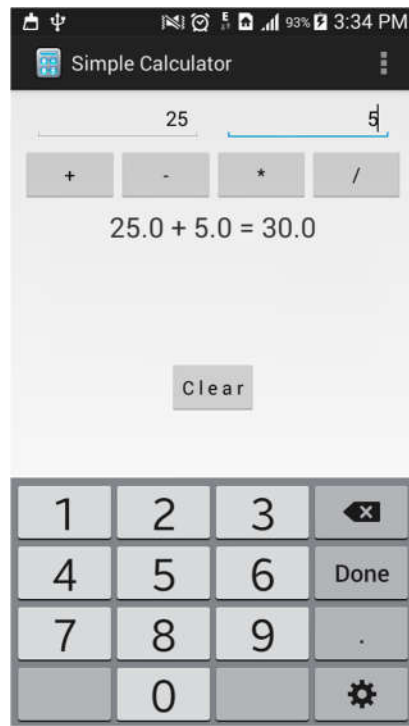 93% 3:34 PM
Simple Calculator
25 5
+ - * /
25.0 + 5.0 = 30.0
Clear
1 2 3
4 5 6 Done
7 8 9 .
0